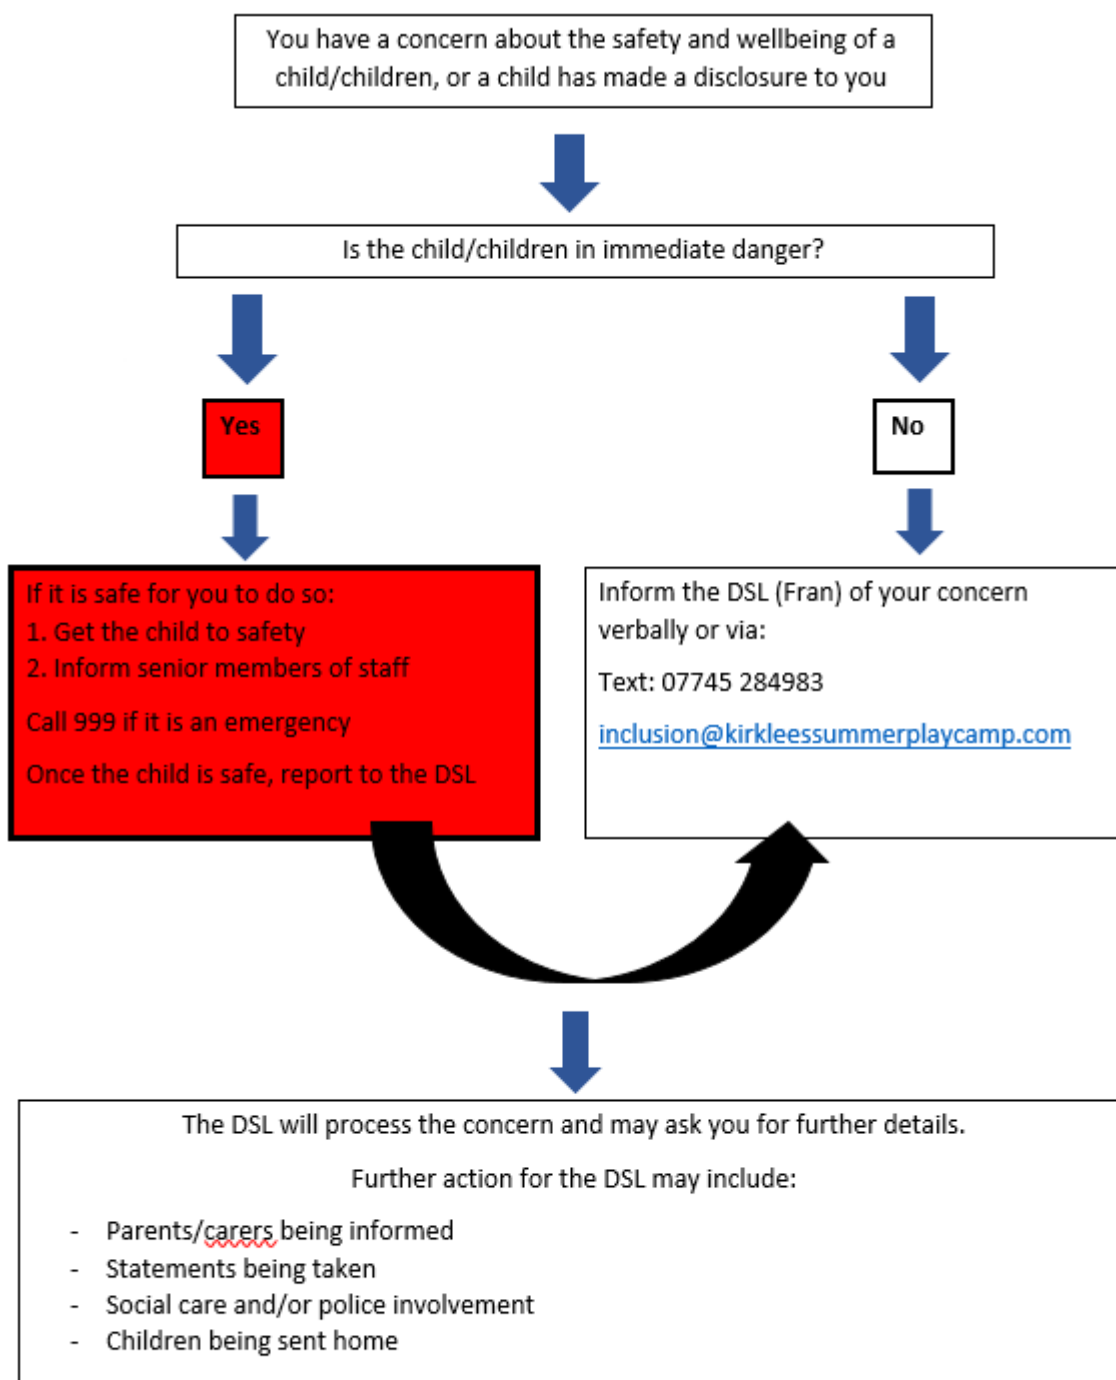 You have a concern about the safety and wellbeing of a
child/children, or a child has made a disclosure to you
Is the child/children in immediate danger?
Yes
No
If it is safe for you to do so:
1. Get the child to safety
2. Inform senior members of staff
Call 999 if it is an emergency
Once the child is safe, report to the DSL
Inform the DSL (Fran) of your concern
verbally or via:
Text: 07745 284983
inclusion@kirkleessummerplaycamp.com
The DSL will process the concern and may ask you for further details.
Further action for the DSL may include:
- Parents/carers being informed
- Statements being taken
- Social care and/or police involvement
- Children being sent home